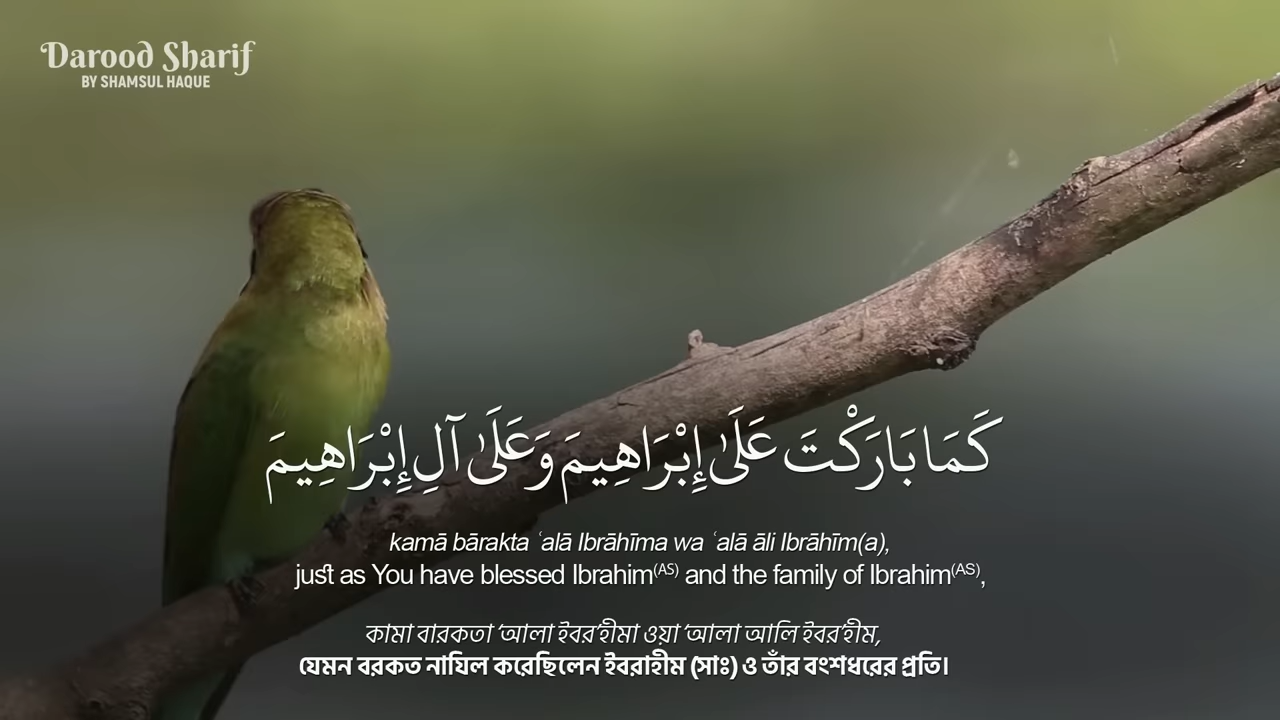 Darood Sharif
BY SHAMSUL HAQUE
كَمَا بَارَكْتَ عَلَىٰ إِبْرَاهِيمَ وَعَلَىٰ آلِ إِبْرَاهِيمَ
kamā bārakta ʿalā Ibrāhīma wa ʿalā āli Ibrāhīm(a),
just as You have blessed Ibrahim(AS) and the family of Ibrahim(AS),
কামা বারকতা ‘আলা ইবর’হীমা ওয়া ‘আলা আলি ইবর’হীম,
যেমন বরকত নাযিল করেছিলেন ইবরাহীম (সাঃ) ও তাঁর বংশধরের প্রতি।